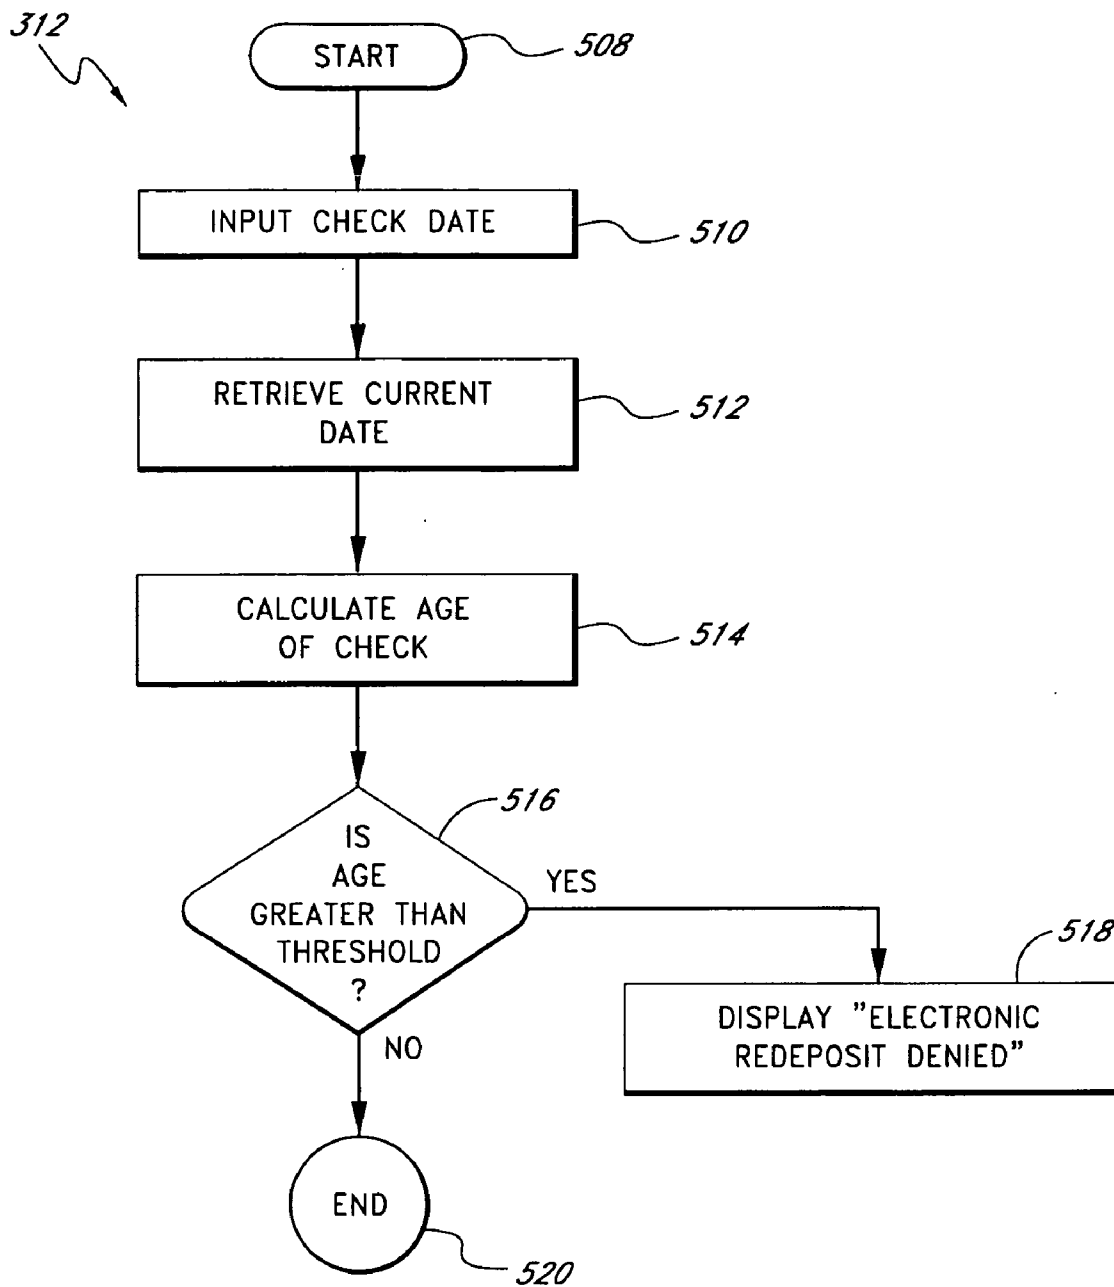 312
START
508
INPUT CHECK DATE
510
RETRIEVE CURRENT
DATE
512
CALCULATE AGE
OF CHECK
514
516
IS
AGE
GREATER THAN
THRESHOLD
?
YES
518
DISPLAY "ELECTRONIC
REDEPOSIT DENIED"
NO
END
520